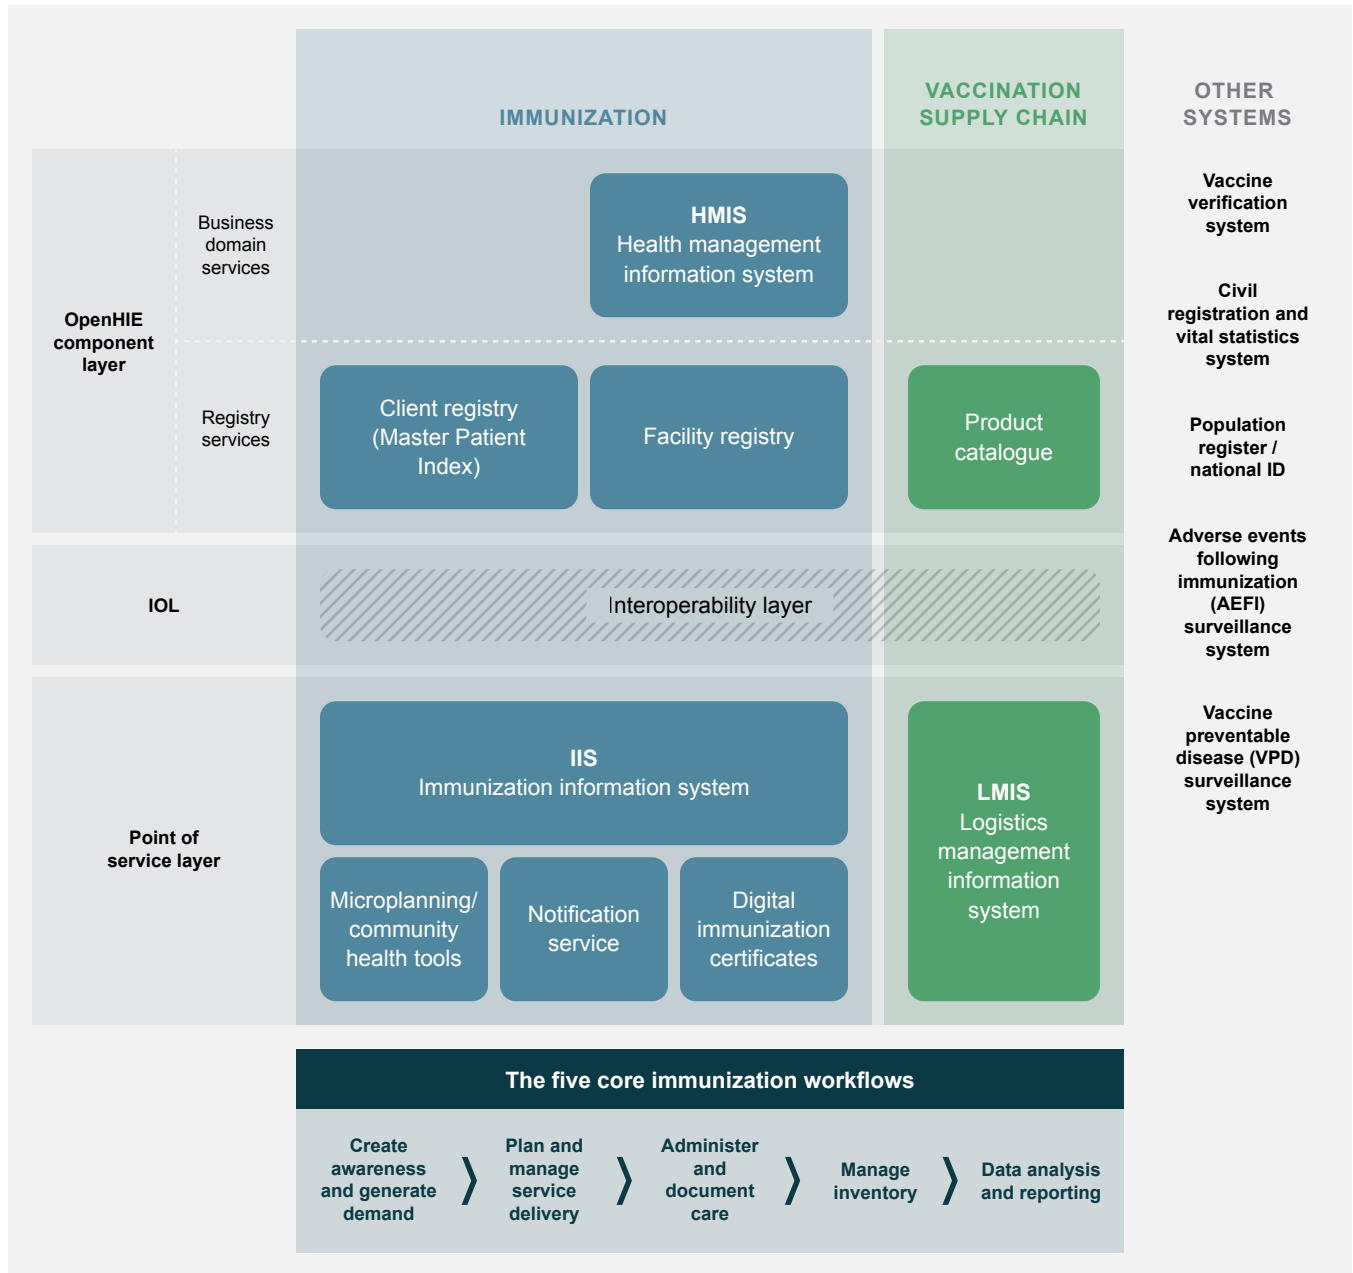 IMMUNIZATION
VACCINATION
SUPPLY CHAIN
OTHER
SYSTEMS
OpenHIE
component
layer
Business
domain
services
HMIS
Health management
information system
Registry
services
Client registry
(Master Patient
Index)
Facility registry
Product
catalogue
IOL
Interoperability layer
Point of
service layer
IIS
Immunization information system
Microplanning/
community
health tools
Notification
service
Digital
immunization
certificates
LMIS
Logistics
management
information
system
Vaccine
verification
system
Civil
registration and
vital statistics
system
Population
register /
national ID
Adverse events
following
immunization
(AEFI)
surveillance
system
Vaccine
preventable
disease (VPD)
surveillance
system
The five core immunization workflows
Create
awareness
and generate
demand
Plan and
manage
service
delivery
Administer
and
document
care
Manage
inventory
Data analysis
and reporting